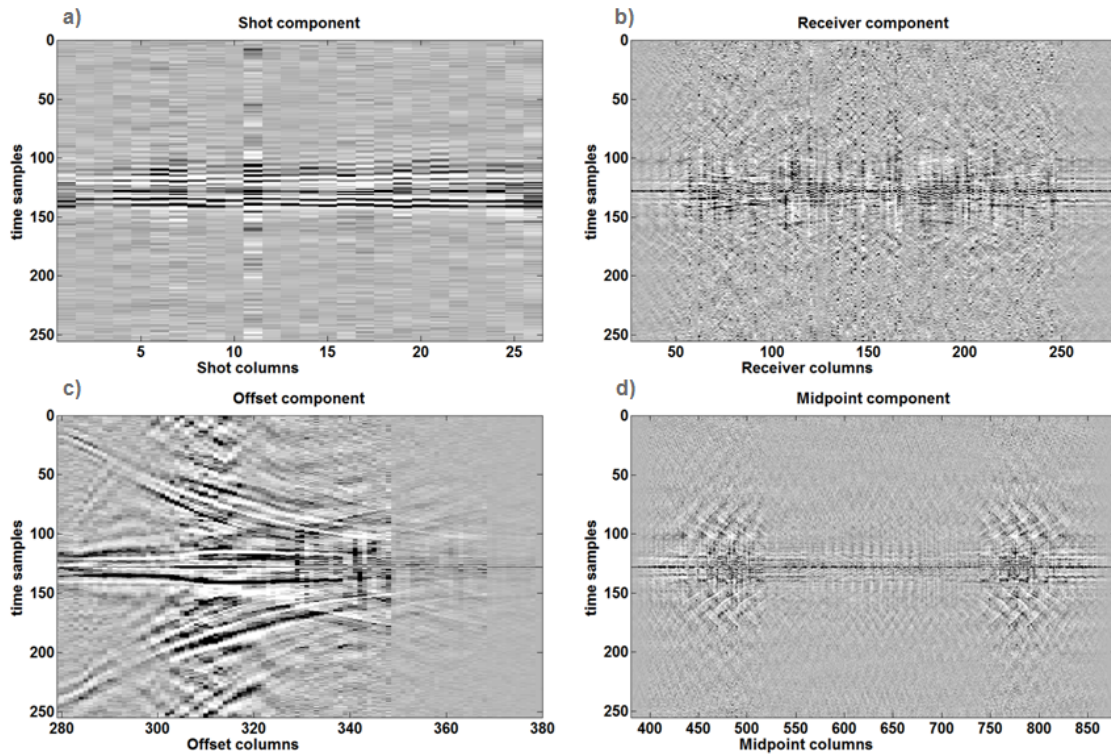 a)
Shot component
0
50
100
150
200
250
time samples
5 10 15 20 25
Shot columns
b)
Receiver component
0
50
100
150
200
250
time samples
50 100 150 200 250
Receiver columns
c)
Offset component
0
50
100
150
200
250
time samples
280 300 320 340 360 380
Offset columns
d)
Midpoint component
0
50
100
150
200
250
time samples
400 450 500 550 600 650 700 750 800 850
Midpoint columns